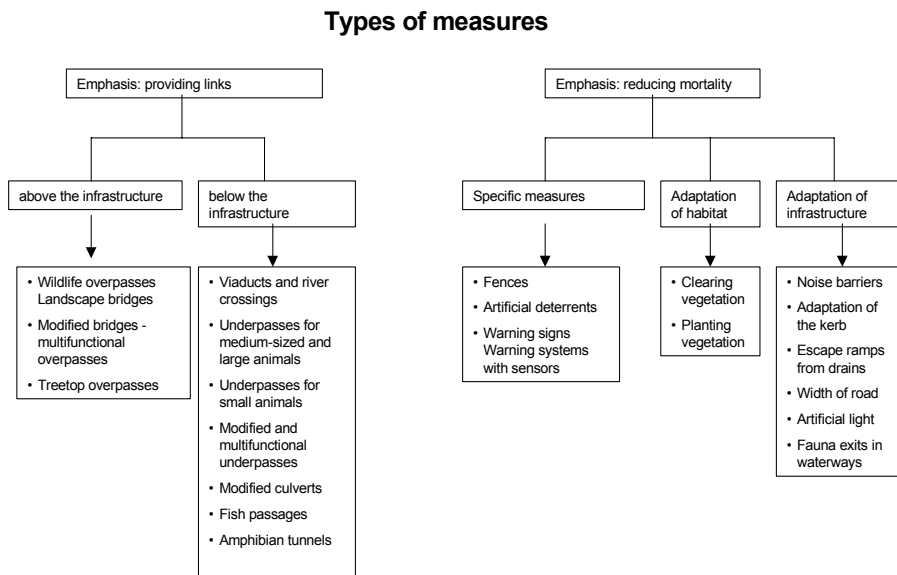 Types of measures
Emphasis: providing links
Emphasis: reducing mortality
above the infrastructure
below the
infrastructure
Specific measures
Adaptation
of habitat
Adaptation of
infrastructure
• Wildlife overpasses
Landscape bridges
• Modified bridges -
multifunctional
overpasses
• Treetop overpasses
• Viaducts and river
crossings
• Underpasses for
medium-sized and
large animals
• Underpasses for
small animals
• Modified and
multifunctional
underpasses
• Modified culverts
• Fish passages
• Amphibian tunnels
• Fences
• Artificial deterrents
• Warning signs
Warning systems
with sensors
• Clearing
vegetation
• Planting
vegetation
• Noise barriers
• Adaptation of
the kerb
• Escape ramps
from drains
• Width of road
• Artificial light
• Fauna exits in
waterways